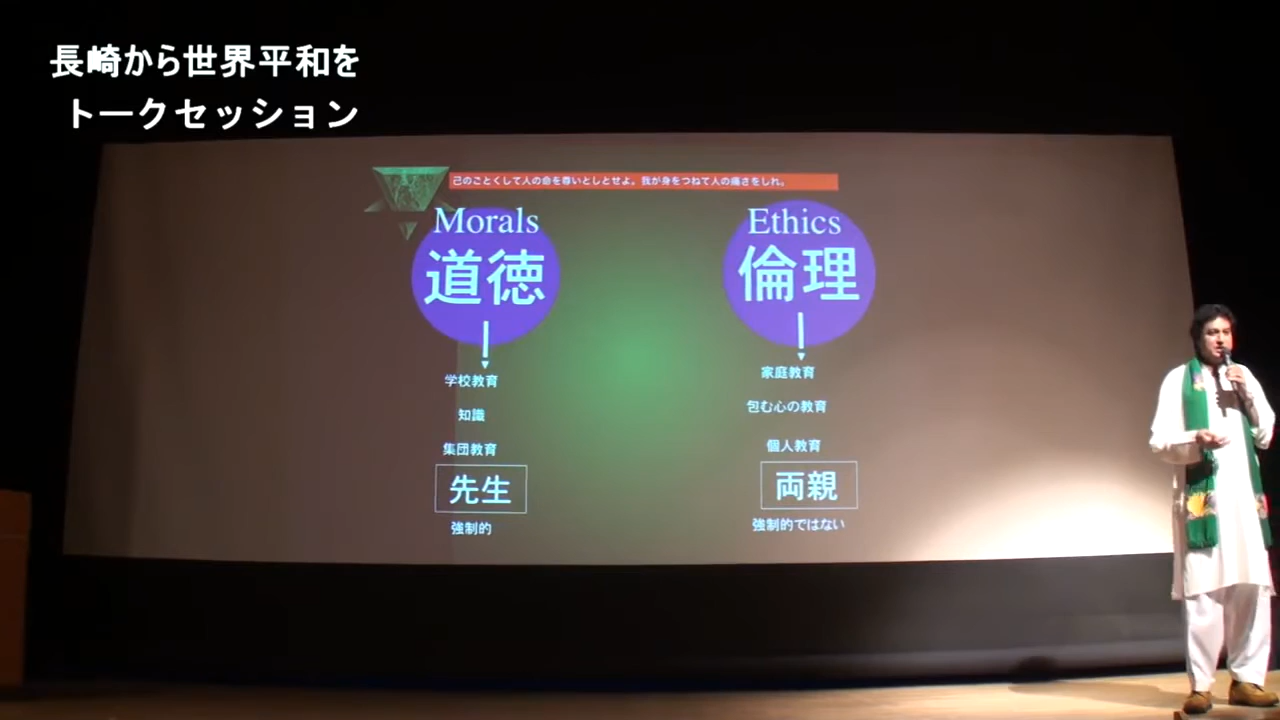 長崎から世界平和を
トークセッション
己のごとくして人の命を尊いとしとせよ。我が身をつねて人の痛さをしれ。
Morals
道徳
学校教育
知識
集団教育
先生
強制的
Ethics
倫理
家庭教育
包む心の教育
個人教育
両親
強制的ではない